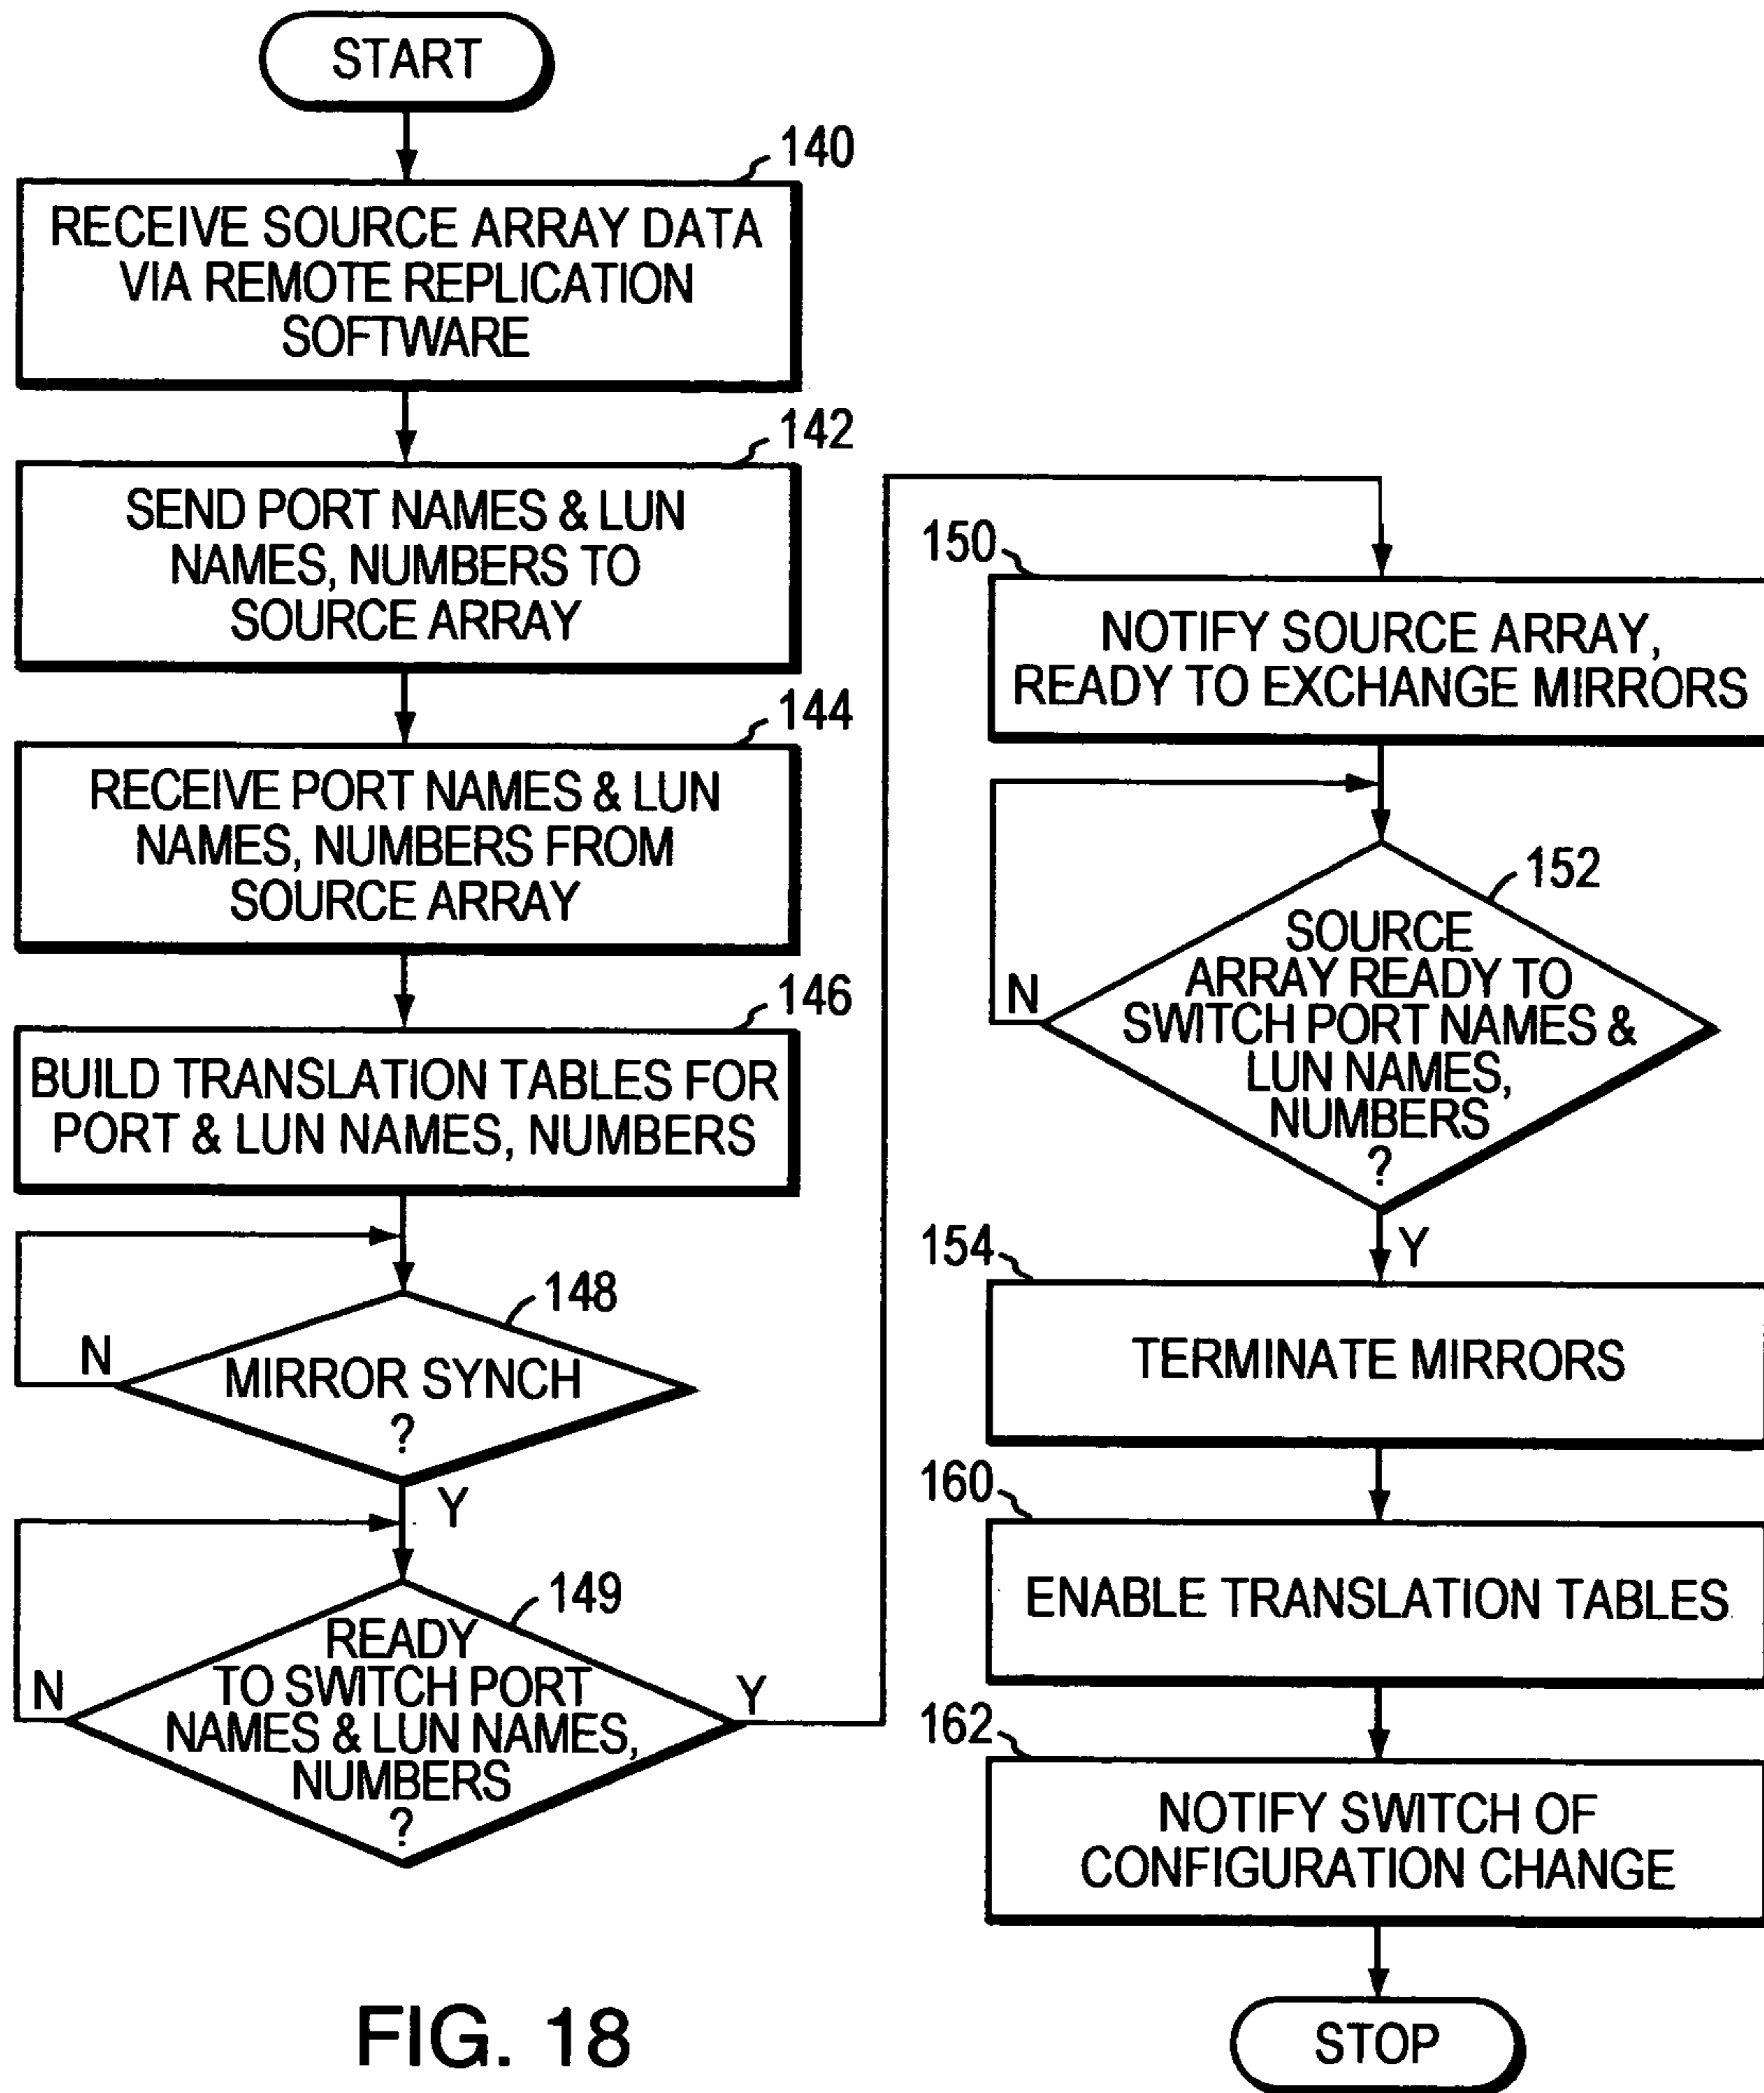 START
140
RECEIVE SOURCE ARRAY DATA
VIA REMOTE REPLICATION
SOFTWARE
142
SEND PORT NAMES & LUN
NAMES, NUMBERS TO
SOURCE ARRAY
144
RECEIVE PORT NAMES & LUN
NAMES, NUMBERS FROM
SOURCE ARRAY
146
BUILD TRANSLATION TABLES FOR
PORT & LUN NAMES, NUMBERS
148
N
MIRROR SYNCH
?
Y
149
READY
TO SWITCH PORT
N
Y
NAMES & LUN NAMES,
NUMBERS
?
150
NOTIFY SOURCE ARRAY,
READY TO EXCHANGE MIRRORS
152
SOURCE
ARRAY READY TO
N
SWITCH PORT NAMES &
LUN NAMES,
NUMBERS
?
Y
154
TERMINATE MIRRORS
160
ENABLE TRANSLATION TABLES
162
NOTIFY SWITCH OF
CONFIGURATION CHANGE
STOP
FIG. 18